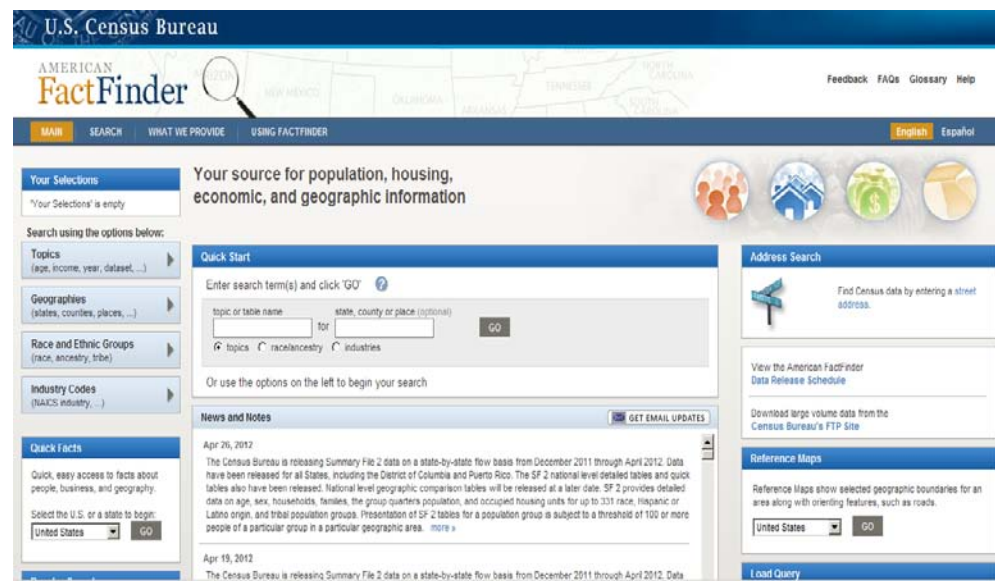 U.S. Census Bureau
AMERICAN
FactFinder
ARIZONA
NEW MEXICO
OKLAHOMA
ARKANSAS
TENNESSEE
NORTH
CAROLINA
SOUTH
CAROLINA
Feedback FAQs Glossary Help
MAIN SEARCH WHAT WE PROVIDE USING FACTFINDER
English Español
Your Selections
'Your Selections' is empty
Search using the options below:
Topics
(age, income, year, dataset, ...)
Geographies
(states, counties, places, ...)
Race and Ethnic Groups
(race, ancestry, tribe)
Industry Codes
(NAICS industry, ...)
Quick Facts
Quick, easy access to facts about
people, business, and geography.
Select the U.S. or a state to begin:
United States GO
Your source for population, housing,
economic, and geographic information
Quick Start
Enter search term(s) and click 'GO' ?
topic or table name state, county or place (optional)
for GO
topics race/ancestry industries
Or use the options on the left to begin your search
News and Notes GET EMAIL UPDATES
Apr 26, 2012
The Census Bureau is releasing Summary File 2 data on a state-by-state flow basis from December 2011 through April 2012. Data
have been released for all States, including the District of Columbia and Puerto Rico. The SF 2 national level detailed tables and quick
tables also have been released. National level geographic comparison tables will be released at a later date. SF 2 provides detailed
data on age, sex, households, families, the group quarters population, and occupied housing units for up to 331 race, Hispanic or
Latino origin, and tribal population groups. Presentation of SF 2 tables for a population group is subject to a threshold of 100 or more
people of a particular group in a particular geographic area. more »
Apr 19, 2012
The Census Bureau is releasing Summary File 2 data on a state-by-state flow basis from December 2011 through April 2012. Data
Address Search
Find Census data by entering a street
address.
View the American FactFinder
Data Release Schedule
Download large volume data from the
Census Bureau's FTP Site
Reference Maps
Reference Maps show selected geographic boundaries for an
area along with orienting features, such as roads.
United States GO
Load Query